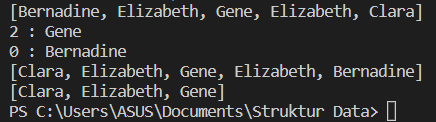 [Bernadine, Elizabeth, Gene, Elizabeth, Clara]
2 : Gene
0 : Bernadine
[Clara, Elizabeth, Gene, Elizabeth, Bernadine]
[Clara, Elizabeth, Gene]
PS C:\Users\ASUS\Documents\Struktur Data>